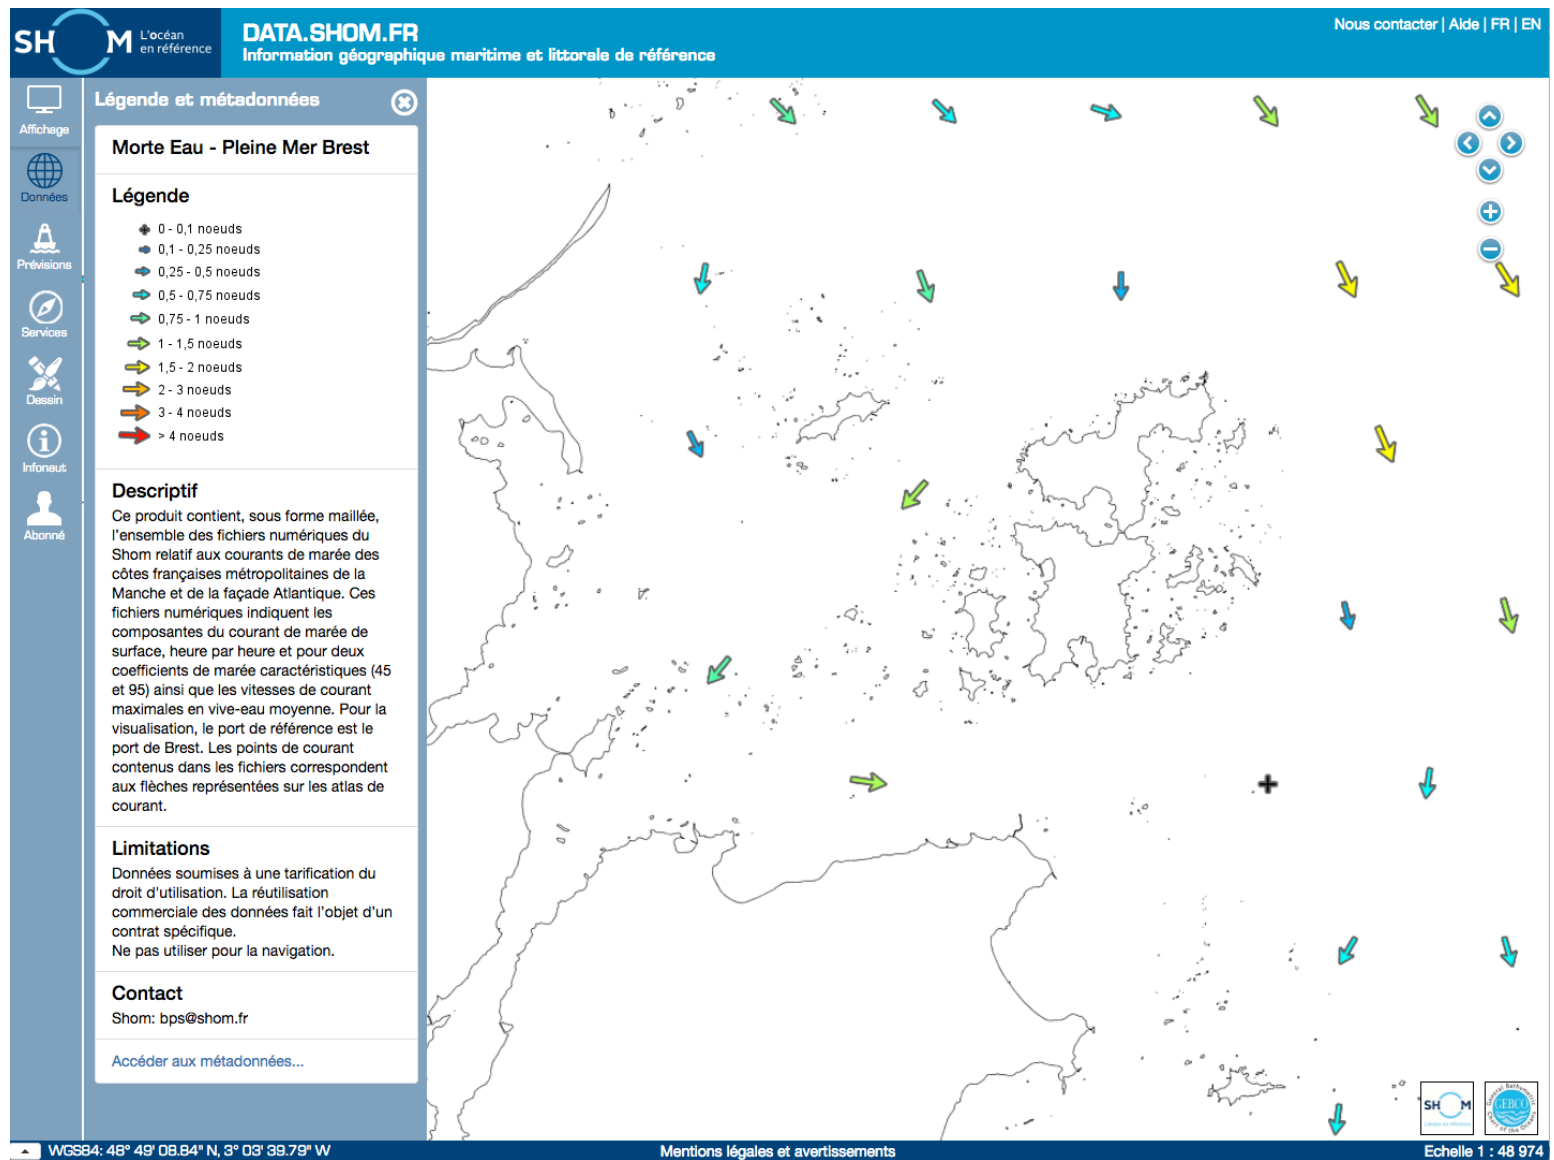 SHOM
L'océan
en référence
DATA.SHOM.FR
Information géographique maritime et littorale de référence
Nous contacter | Aide | FR | EN
Affichage
Données
Prévisions
Services
Dessin
Infonaut
Abonné
Légende et métadonnées
Morte Eau - Pleine Mer Brest
Légende
0 - 0,1 noeuds
0,1 - 0,25 noeuds
0,25 - 0,5 noeuds
0,5 - 0,75 noeuds
0,75 - 1 noeuds
1 - 1,5 noeuds
1,5 - 2 noeuds
2 - 3 noeuds
3 - 4 noeuds
> 4 noeuds
Descriptif
Ce produit contient, sous forme maillée,
l'ensemble des fichiers numériques du
Shom relatif aux courants de marée des
côtes françaises métropolitaines de la
Manche et de la façade Atlantique. Ces
fichiers numériques indiquent les
composantes du courant de marée de
surface, heure par heure et pour deux
coefficients de marée caractéristiques (45
et 95) ainsi que les vitesses de courant
maximales en vive-eau moyenne. Pour la
visualisation, le port de référence est le
port de Brest. Les points de courant
contenus dans les fichiers correspondent
aux flèches représentées sur les atlas de
courant.
Limitations
Données soumises à une tarification du
droit d'utilisation. La réutilisation
commerciale des données fait l'objet d'un
contrat spécifique.
Ne pas utiliser pour la navigation.
Contact
Shom: bps@shom.fr
Accéder aux métadonnées...
SHOM
General Bathymetric
GEBCO
Chart of the Oceans
WGS84: 48° 49' 08.84" N, 3° 03' 39.79" W
Mentions légales et avertissements
Echelle 1 : 48 974